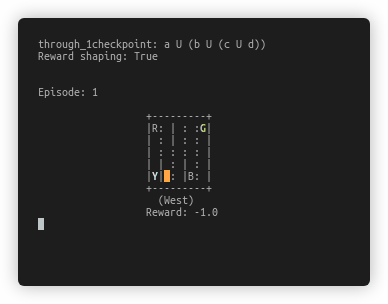 through_1checkpoint: a U (b U (c U d))
Reward shaping: True
Episode: 1
+---------+
|R: | : :G|
| : | : : |
| : : : : |
| | : | : |
|Y| : |B: |
+---------+
(West)
Reward: -1.0